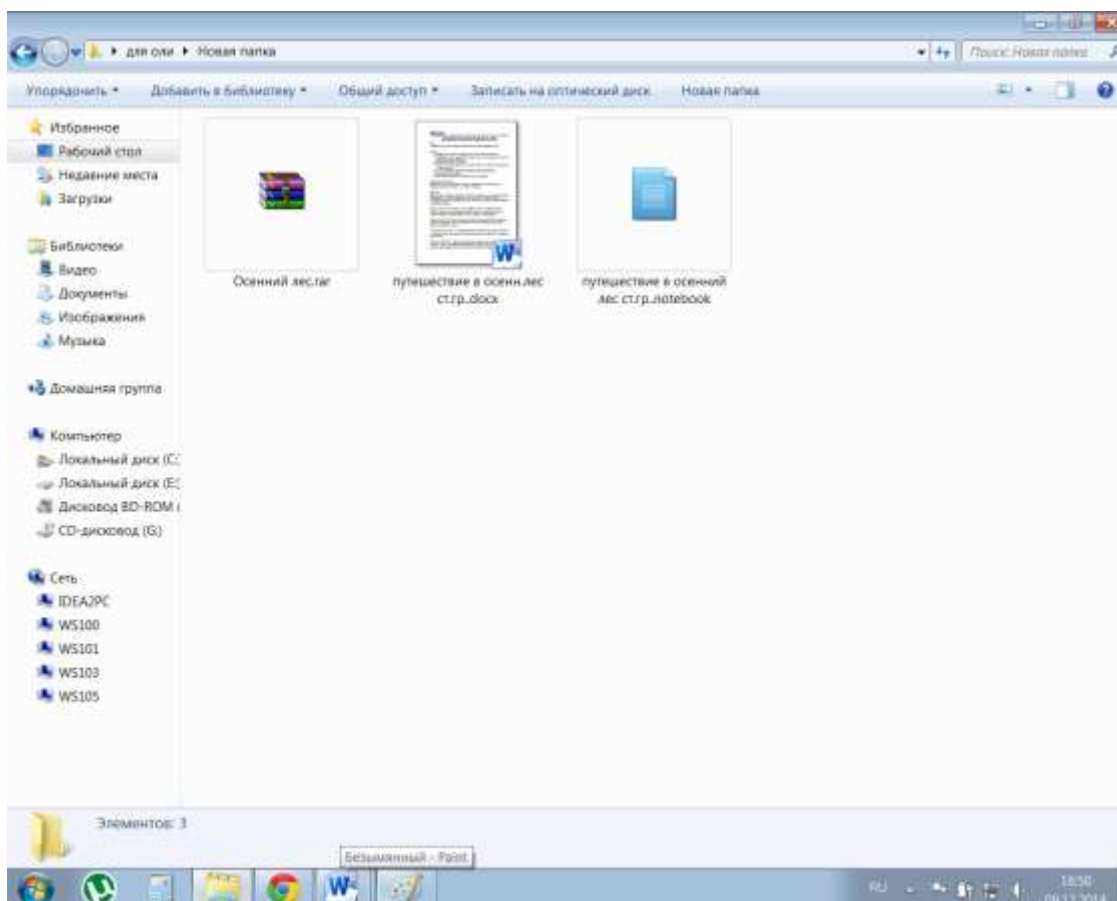 для оли ▸ Новая папка
Поиск: Новая папка
Упорядочить
Добавить в библиотеку
Общий доступ
Записать на оптический диск
Новая папка
Избранное
Рабочий стол
Недавние места
Загрузки
Библиотеки
Видео
Документы
Изображения
Музыка
Домашняя группа
Компьютер
Локальный диск (C:
Локальный диск (E:
Дисковод BD-ROM (
CD-дисковод (G:)
Сеть
IDEA2PC
WS100
WS101
WS103
WS105
Осенний лес.rar
путешествие в осенн.лес
ст.гр..docx
путешествие в осенний
лес ст.гр..notebook
Элементов: 3
Безымянный - Paint
W
RU
18:50